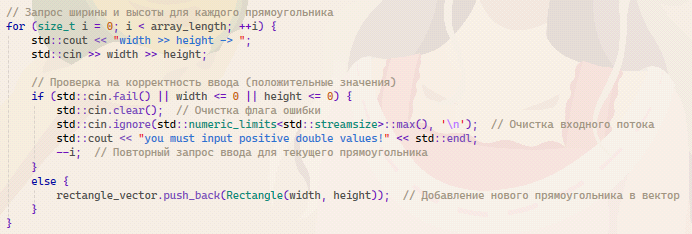 // Запрос ширины и высоты для каждого прямоугольника
for (size_t i = 0; i < array_length; ++i) {
    std::cout << "width >> height -> ";
    std::cin >> width >> height;

    // Проверка на корректность ввода (положительные значения)
    if (std::cin.fail() || width <= 0 || height <= 0) {
        std::cin.clear();  // Очистка флага ошибки
        std::cin.ignore(std::numeric_limits<std::streamsize>::max(), '\n');  // Очистка входного потока
        std::cout << "you must input positive double values!" << std::endl;
        --i;  // Повторный запрос ввода для текущего прямоугольника
    }
    else {
        rectangle_vector.push_back(Rectangle(width, height));  // Добавление нового прямоугольника в вектор
    }
}